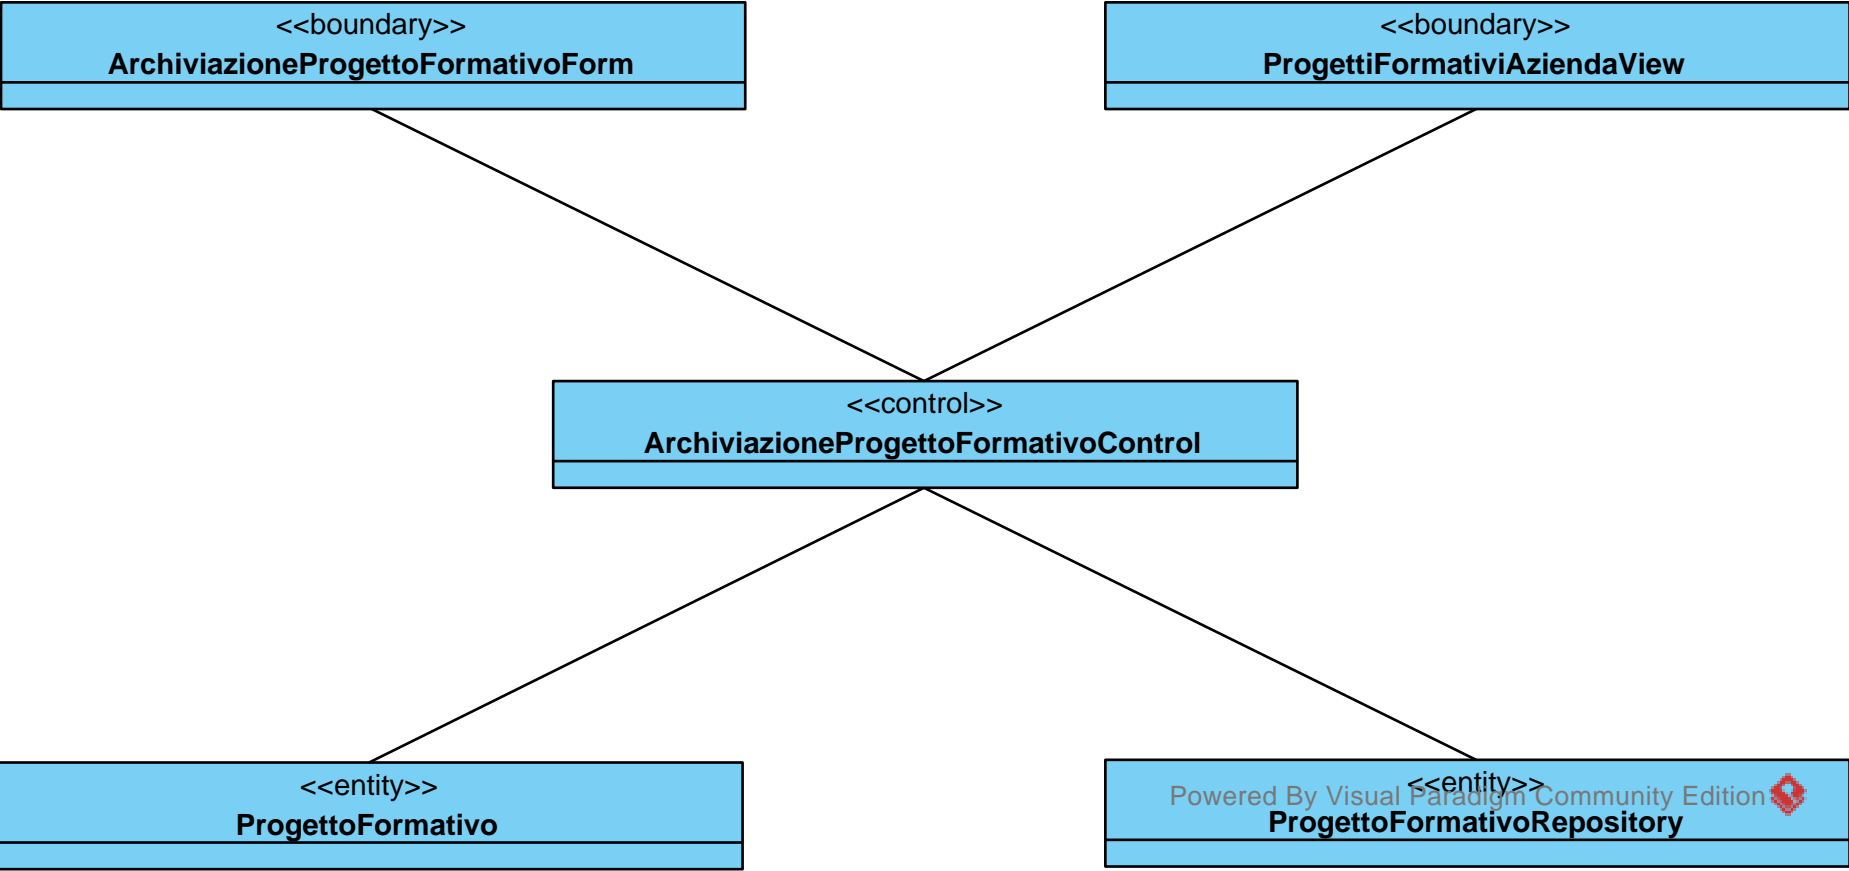 <<boundary>>
ArchiviazioneProgettoFormativoForm
<<boundary>>
ProgettiFormativiAziendaView
<<control>>
ArchiviazioneProgettoFormativoControl
<<entity>>
ProgettoFormativo
<<entity>>
Powered By Visual Paradigm Community Edition
ProgettoFormativoRepository